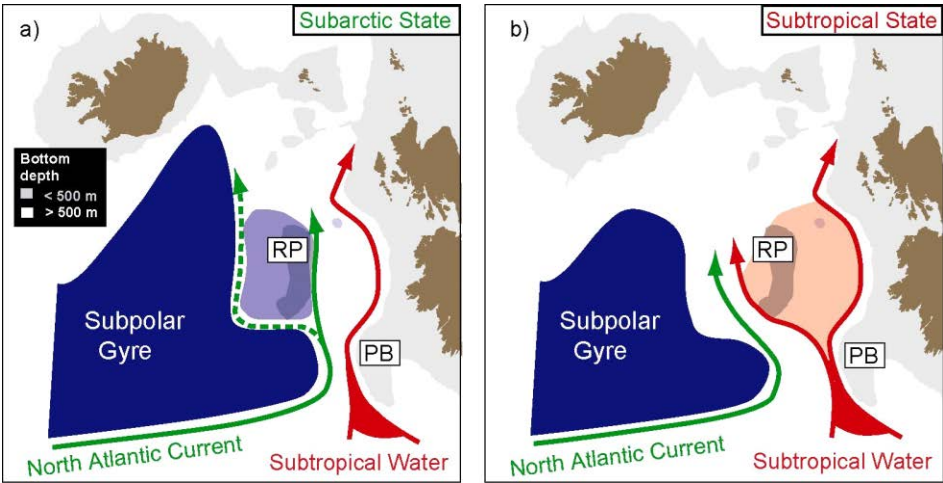 a)
Subarctic State
Bottom
depth
< 500 m
> 500 m
RP
Subpolar
Gyre
PB
North Atlantic Current
Subtropical Water
b)
Subtropical State
RP
Subpolar
Gyre
PB
North Atlantic Current
Subtropical Water